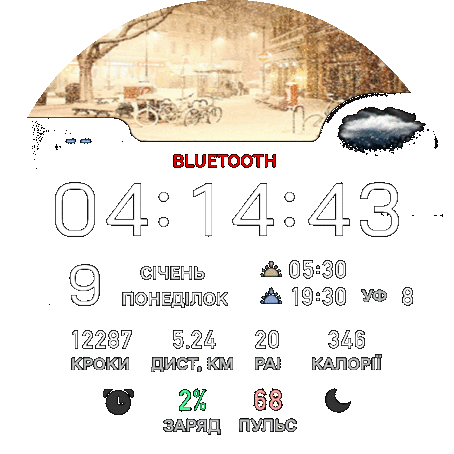 BLUETOOTH
04:14:43
9 СІЧЕНЬ ПОНЕДІЛОК
05:30
19:30 УФ 8
12287 5.24 20 346
КРОКИ ДИСТ, КМ КАЛОРІЇ
2% 68
ЗАРЯД ПУЛЬС